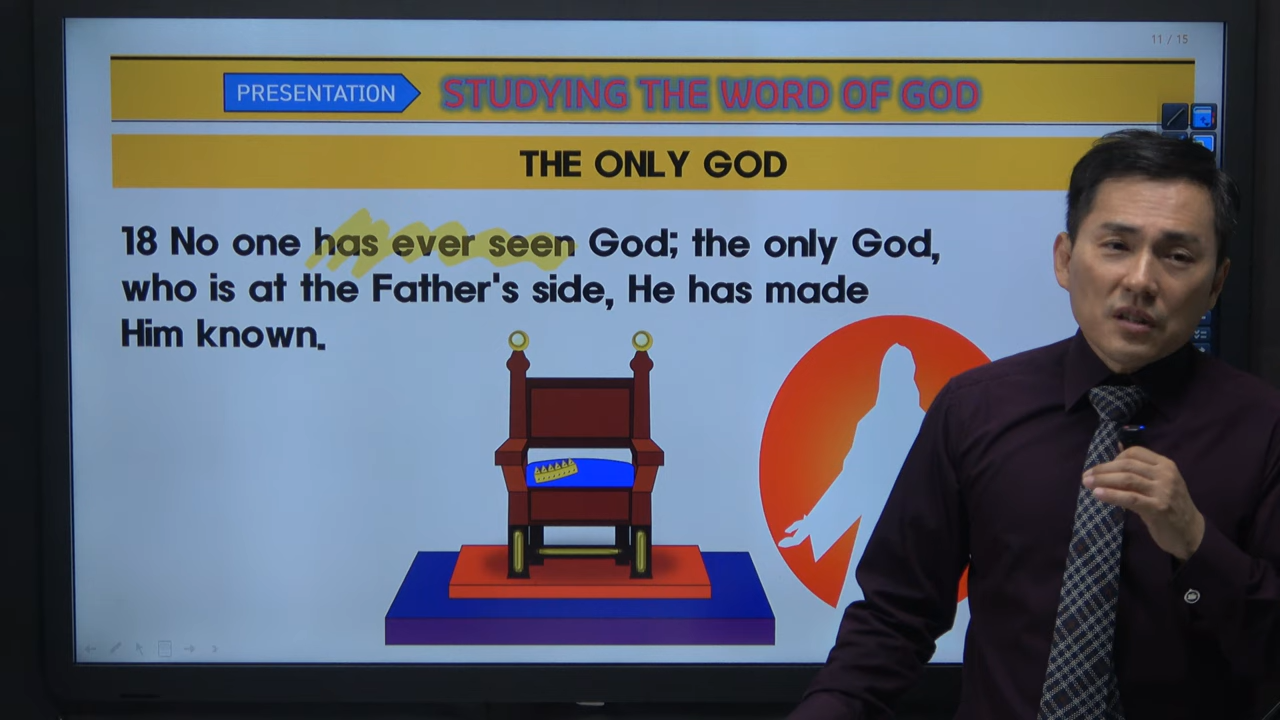 11 / 15
PRESENTATION STUDYING THE WORD OF GOD
THE ONLY GOD
18 No one has ever seen God; the only God,
who is at the Father's side, He has made
Him known.